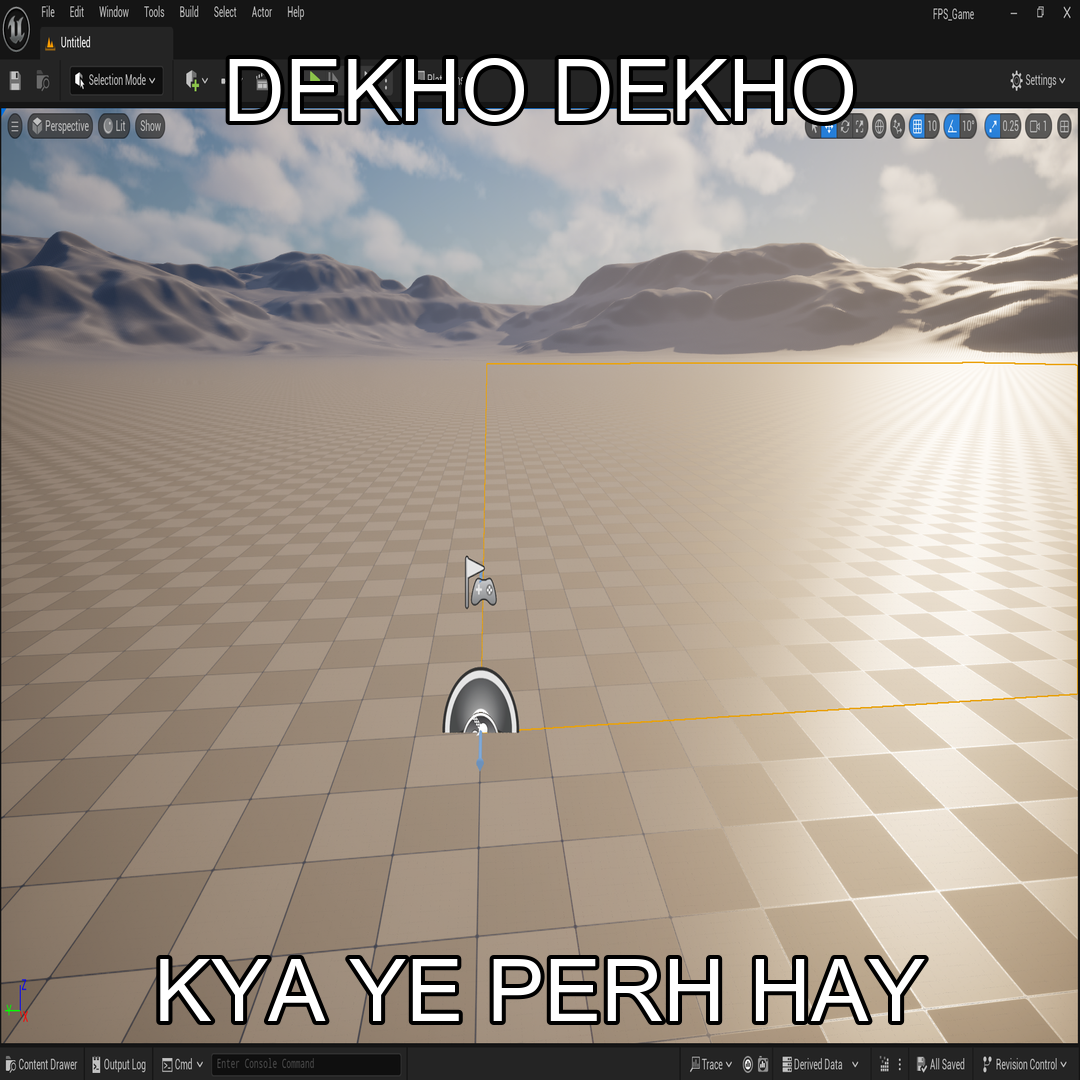 File Edit Window Tools Build Select Actor Help
FPS_Game
Untitled
Selection Mode
Settings
DEKHO DEKHO
Perspective Lit Show
10 10° 0.25 1
KYA YE PERH HAY
Z
Y
X
Content Drawer Output Log Cmd Enter Console Command Trace Derived Data All Saved Revision Control